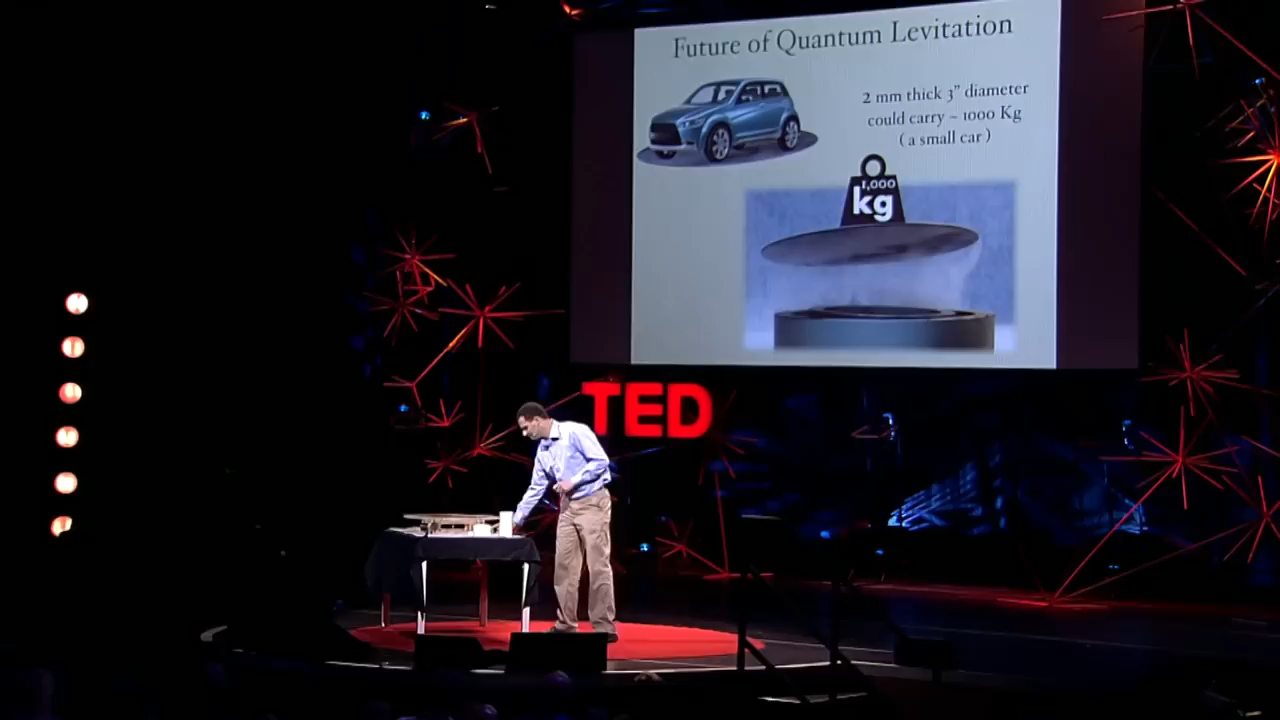 Future of Quantum Levitation
2 mm thick 3" diameter
could carry ~ 1000 Kg
( a small car )
1,000
kg
TED